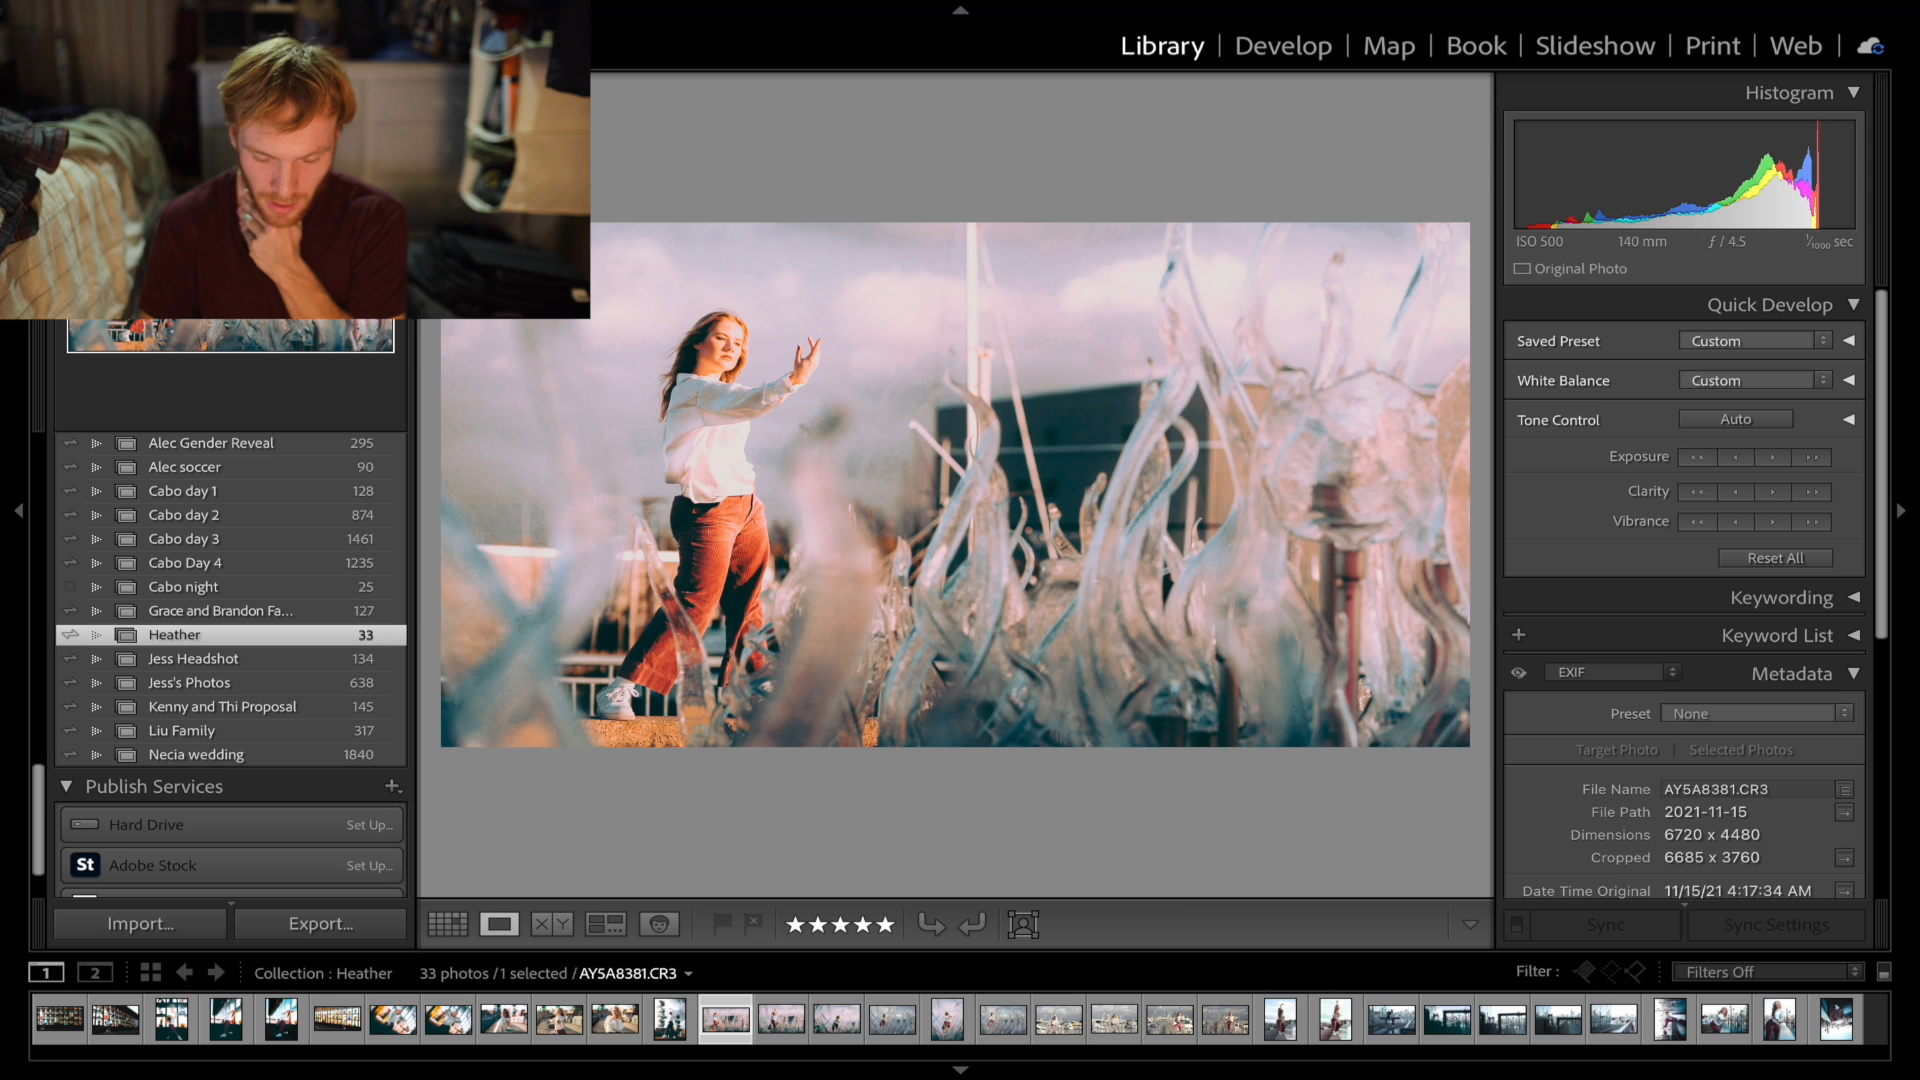 Library | Develop | Map | Book | Slideshow | Print | Web |
Histogram
ISO 500 140 mm ƒ / 4.5 1/1000 sec
Original Photo
Quick Develop
Saved Preset Custom
White Balance Custom
Tone Control Auto
Exposure
Clarity
Vibrance
Reset All
Keywording
Keyword List
EXIF Metadata
Preset None
Target Photo | Selected Photos
File Name AY5A8381.CR3
File Path 2021-11-15
Dimensions 6720 x 4480
Cropped 6685 x 3760
Date Time Original 11/15/21 4:17:34 AM
Sync Sync Settings
Alec Gender Reveal 295
Alec soccer 90
Cabo day 1 128
Cabo day 2 874
Cabo day 3 1461
Cabo Day 4 1235
Cabo night 25
Grace and Brandon Fa... 127
Heather 33
Jess Headshot 134
Jess's Photos 638
Kenny and Thi Proposal 145
Liu Family 317
Necia wedding 1840
Publish Services
Hard Drive Set Up...
St Adobe Stock Set Up...
Import... Export...
X Y
1 2 Collection : Heather 33 photos / 1 selected / AY5A8381.CR3
Filter : Filters Off